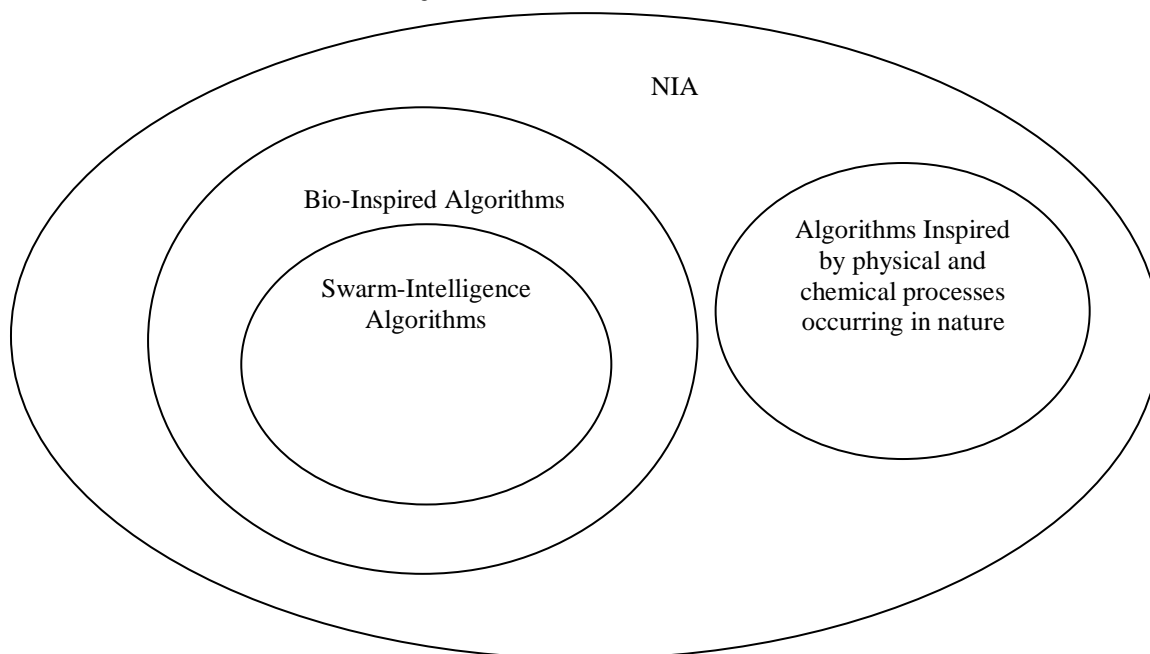 NIA
Bio-Inspired Algorithms
Swarm-Intelligence
Algorithms
Algorithms Inspired
by physical and
chemical processes
occurring in nature